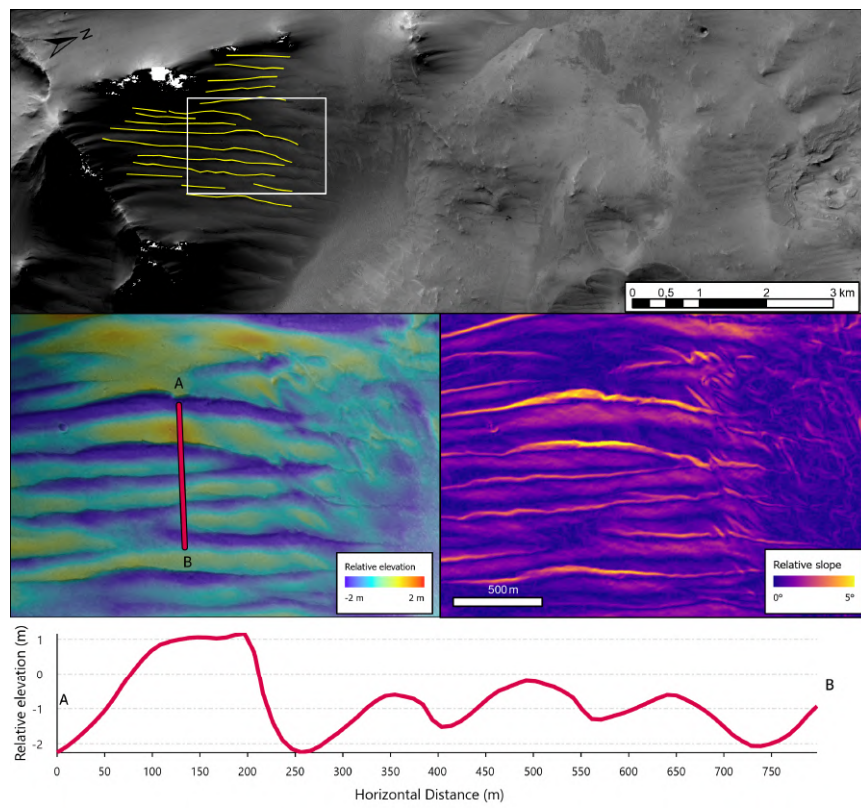 N
0 0,5 1 2 3 km
A
B
Relative elevation
-2 m 2 m
Relative slope
0° 5°
500 m
Relative elevation (m)
1
0
-1
-2
A
B
0 50 100 150 200 250 300 350 400 450 500 550 600 650 700 750
Horizontal Distance (m)